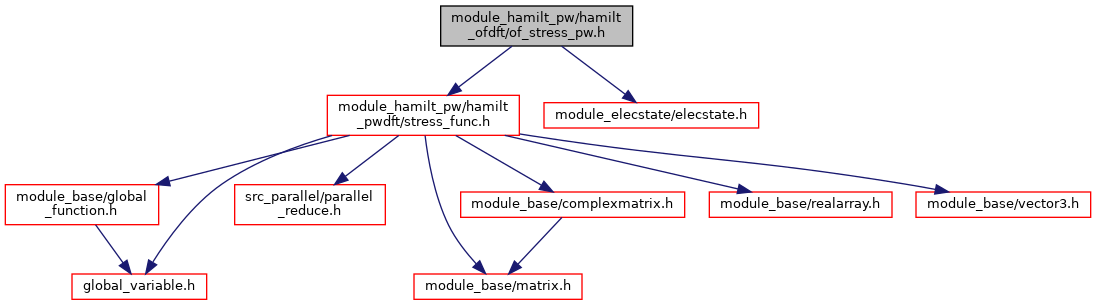 module_hamilt_pw/hamilt
_ofdft/of_stress_pw.h
module_hamilt_pw/hamilt
_pwdft/stress_func.h
module_elecstate/elecstate.h
module_base/global
_function.h
src_parallel/parallel
_reduce.h
module_base/complexmatrix.h
module_base/realarray.h
module_base/vector3.h
global_variable.h
module_base/matrix.h